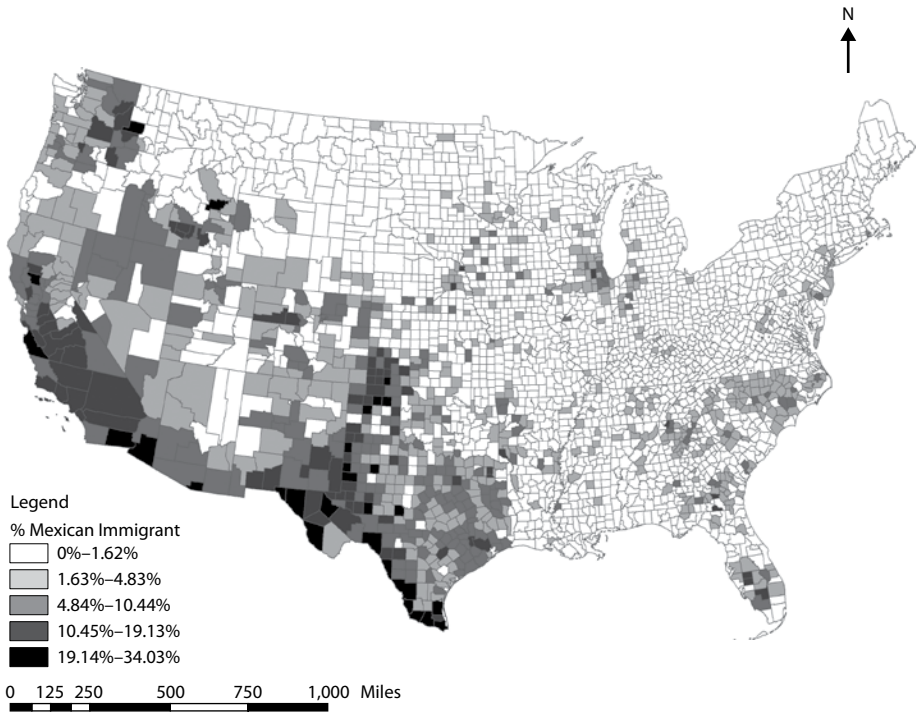 N
Legend
% Mexican Immigrant
0%–1.62%
1.63%–4.83%
4.84%–10.44%
10.45%–19.13%
19.14%–34.03%
0 125 250 500 750 1,000 Miles